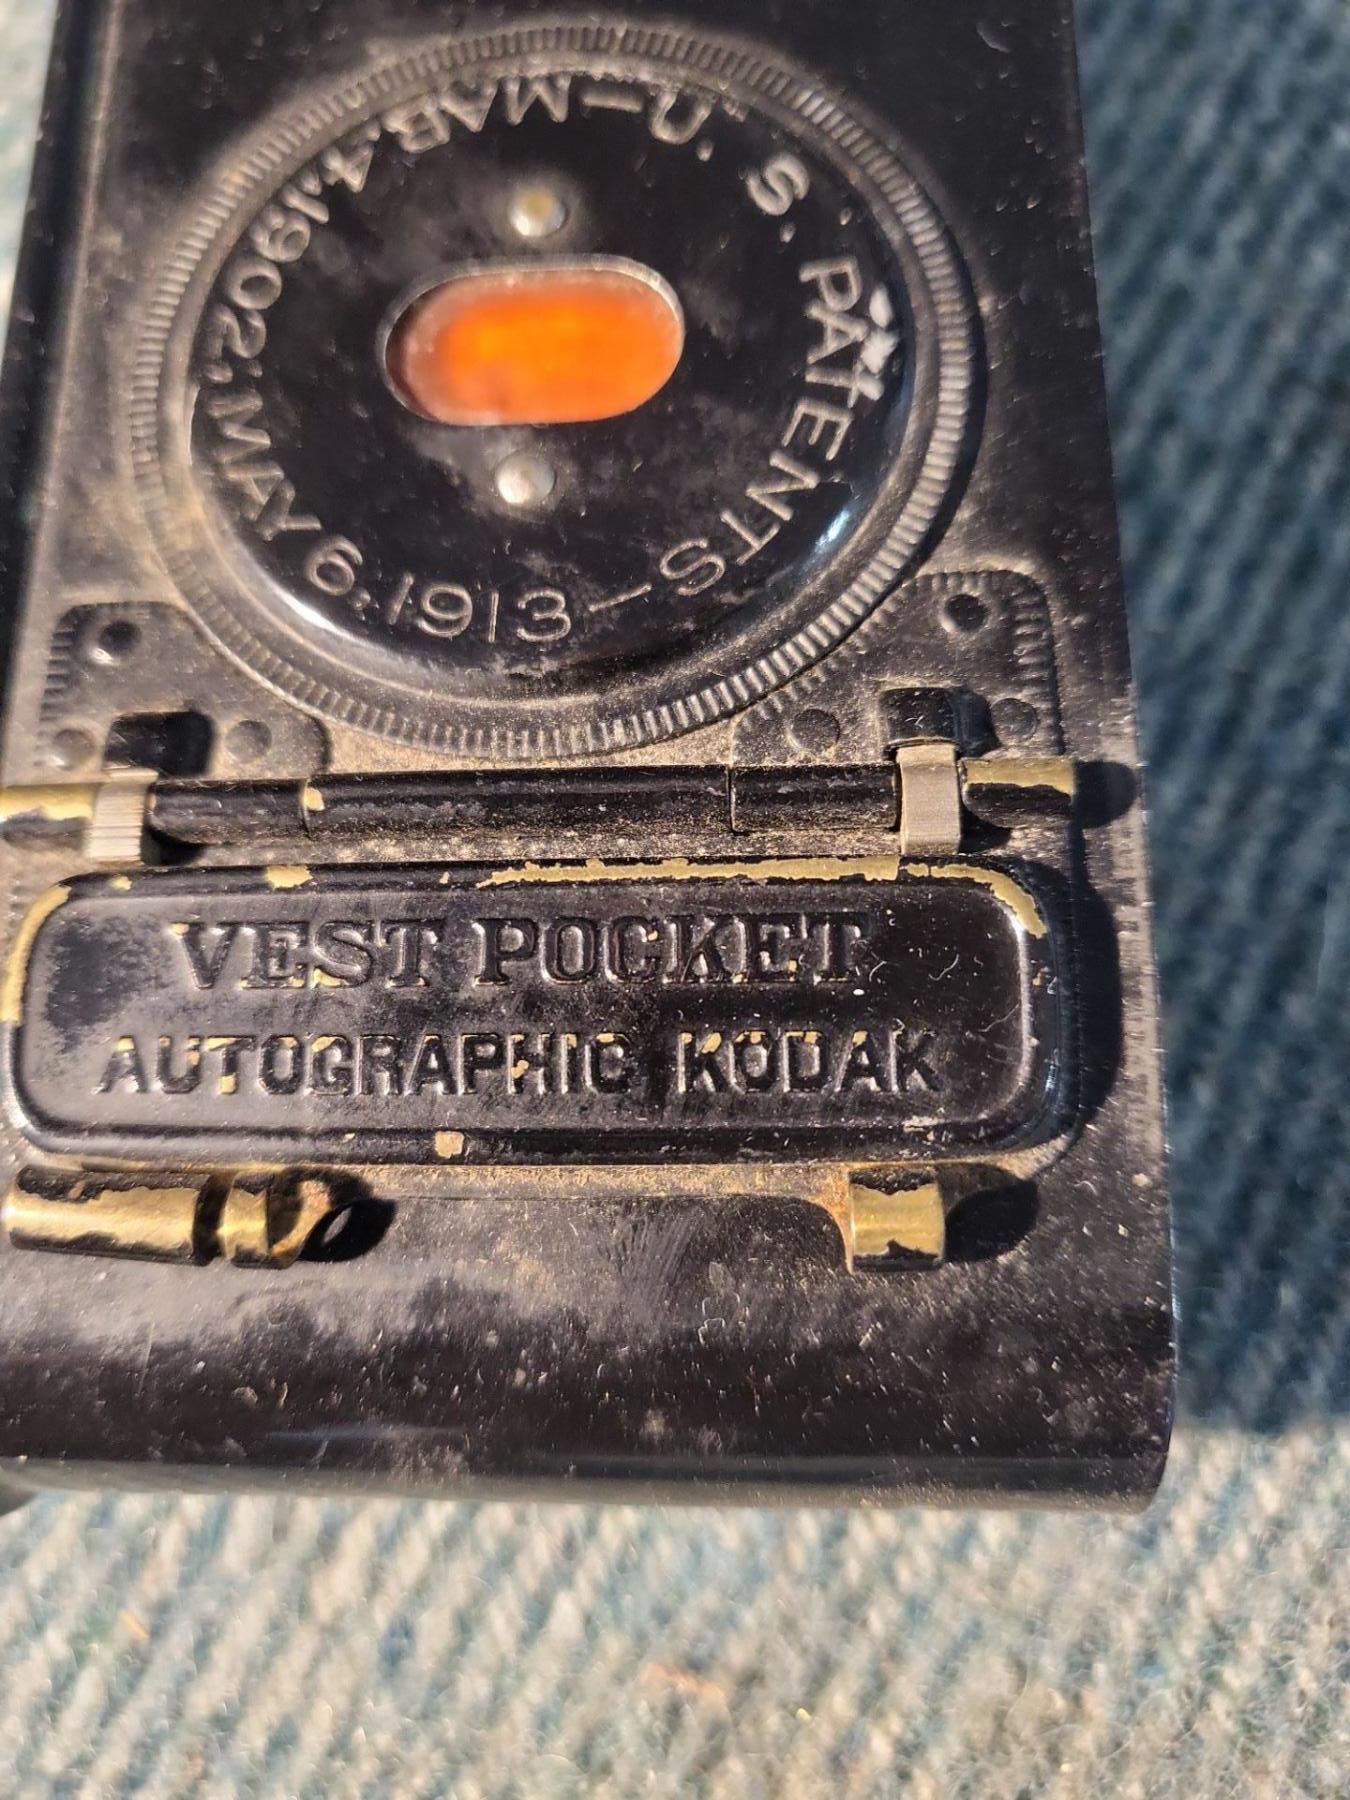 U. S. PATENTS—MAR.4,1902,MAY 6,1913—
VEST POCKET
AUTOGRAPHIC KODAK